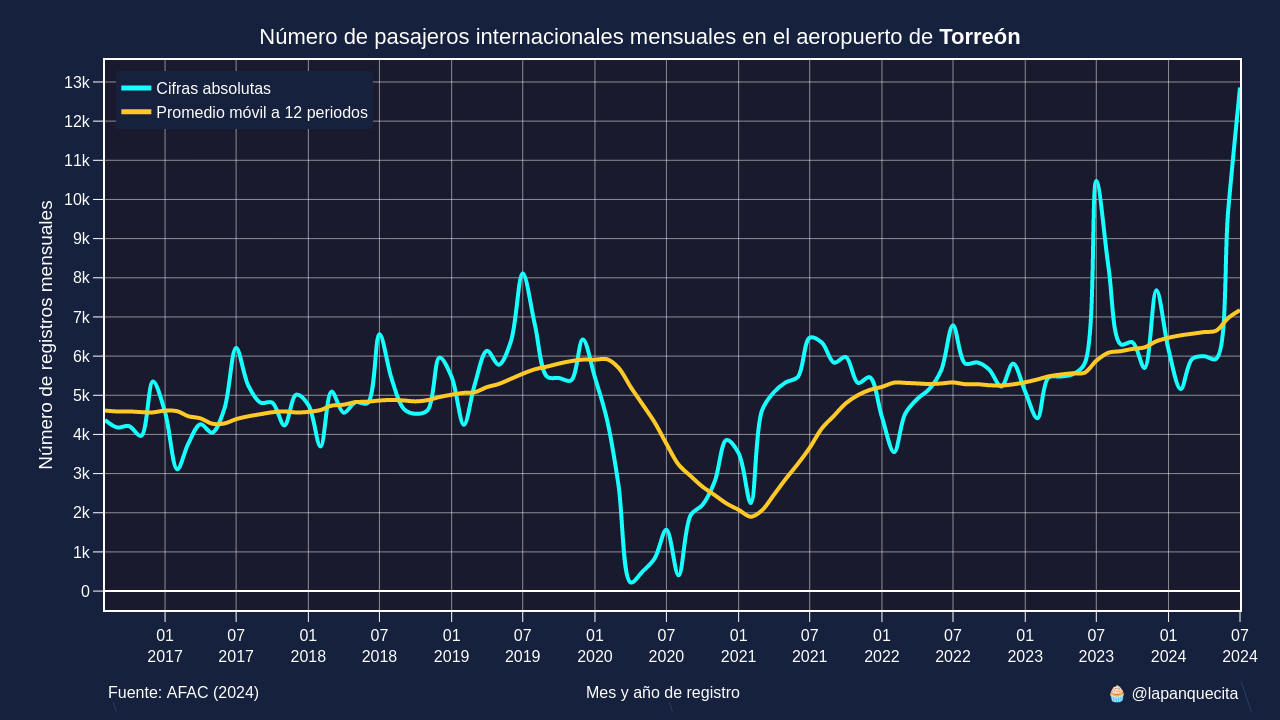 Número de pasajeros internacionales mensuales en el aeropuerto de Torreón
Cifras absolutas
Promedio móvil a 12 periodos
Número de registros mensuales
13k
12k
11k
10k
9k
8k
7k
6k
5k
4k
3k
2k
1k
0
01 07 01 07 01 07 01 07 01 07 01 07 01 07 01 07
2017 2017 2018 2018 2019 2019 2020 2020 2021 2021 2022 2022 2023 2023 2024 2024
Fuente: AFAC (2024) Mes y año de registro 🧁 @lapanquecita